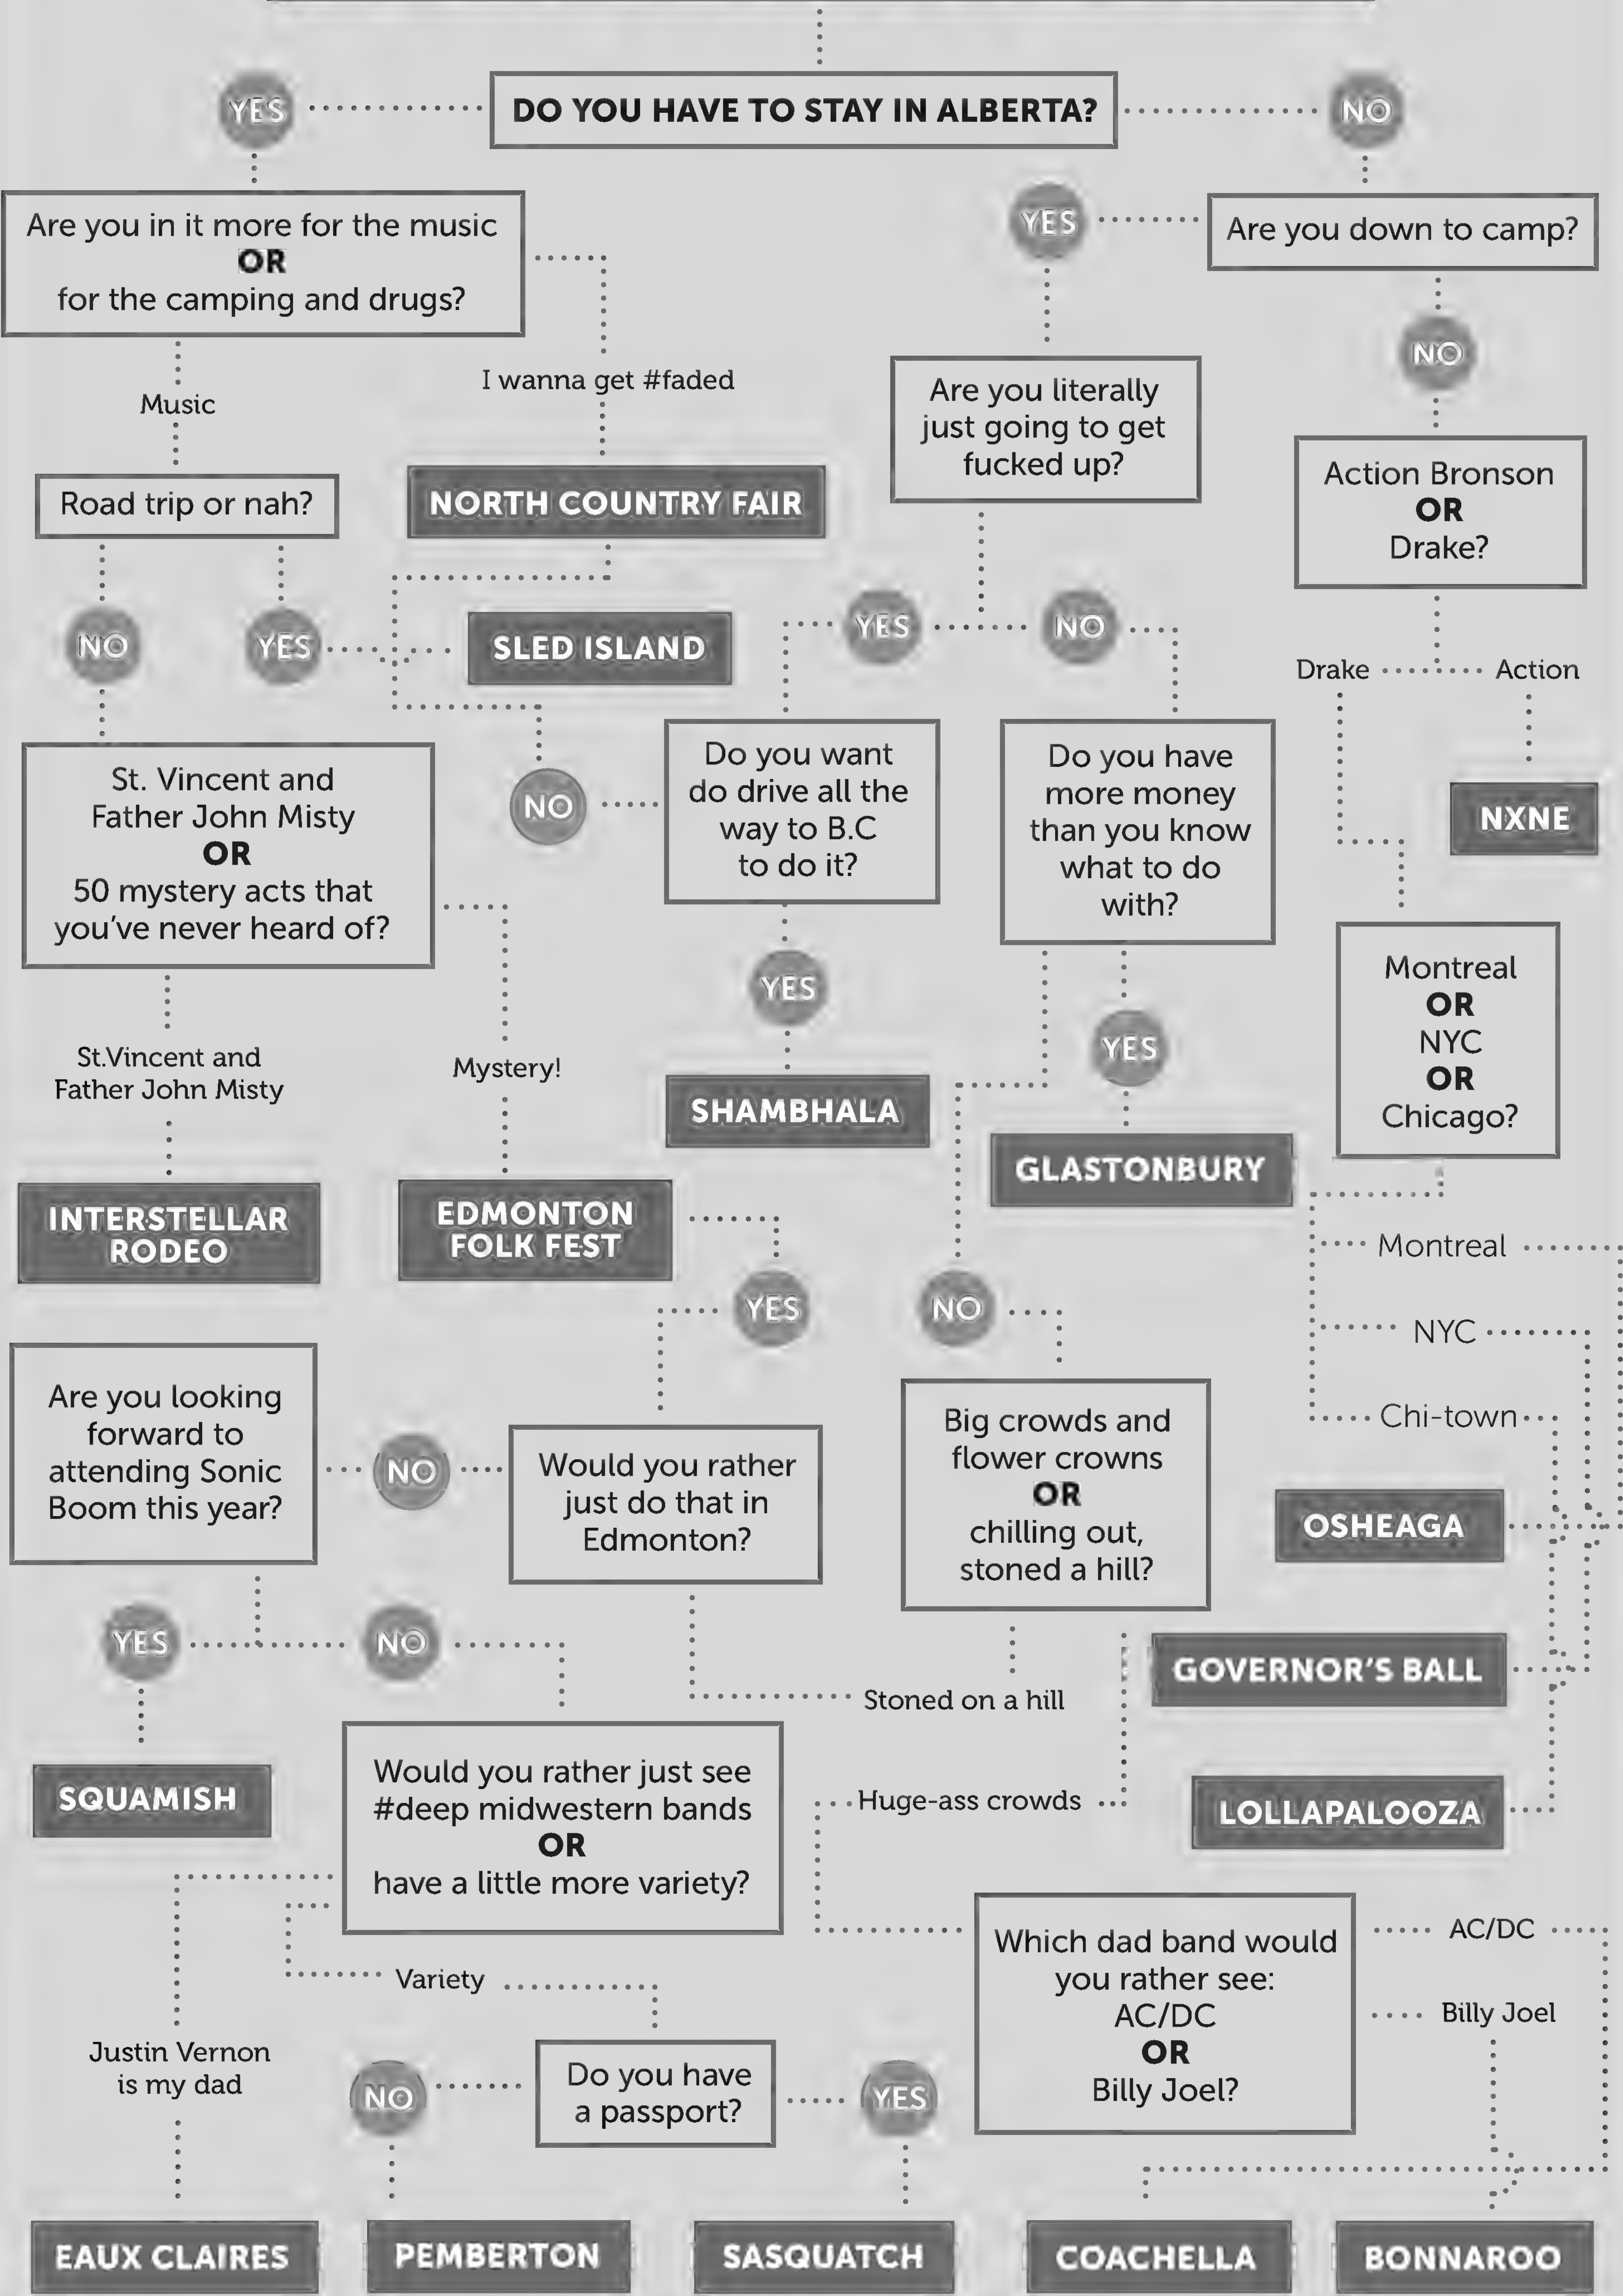 DO YOU HAVE TO STAY IN ALBERTA?
YES
NO
Are you in it more for the music
OR
for the camping and drugs?
YES
Are you down to camp?
NO
Music
I wanna get #faded
Are you literally
just going to get
fucked up?
Action Bronson
OR
Drake?
Road trip or nah?
NORTH COUNTRY FAIR
NO
YES
SLED ISLAND
YES
NO
Drake
Action
St. Vincent and
Father John Misty
OR
50 mystery acts that
you've never heard of?
NO
Do you want
do drive all the
way to B.C
to do it?
Do you have
more money
than you know
what to do
with?
NXNE
Montreal
OR
NYC
OR
Chicago?
YES
YES
St.Vincent and
Father John Misty
Mystery!
SHAMBHALA
GLASTONBURY
INTERSTELLAR
RODEO
EDMONTON
FOLK FEST
Montreal
NYC
Chi-town
YES
NO
Are you looking
forward to
attending Sonic
Boom this year?
NO
Would you rather
just do that in
Edmonton?
Big crowds and
flower crowns
OR
chilling out,
stoned a hill?
OSHEAGA
YES
NO
GOVERNOR'S BALL
Stoned on a hill
SQUAMISH
Would you rather just see
#deep midwestern bands
OR
have a little more variety?
Huge-ass crowds
LOLLAPALOOZA
Which dad band would
you rather see:
AC/DC
OR
Billy Joel?
AC/DC
Billy Joel
Variety
Justin Vernon
is my dad
NO
Do you have
a passport?
YES
EAUX CLAIRES
PEMBERTON
SASQUATCH
COACHELLA
BONNAROO